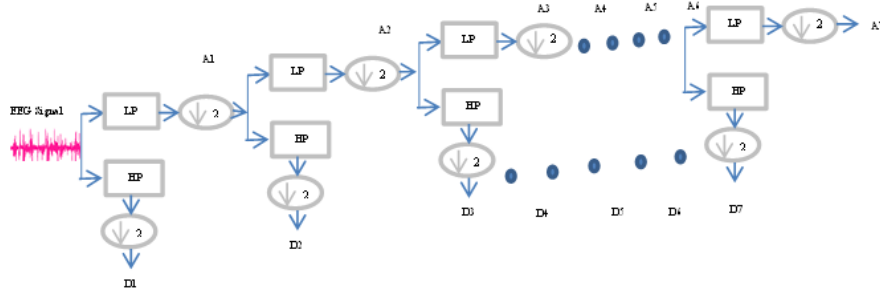 A3 A4 A5 A6
LP 2 LP 2
A2
A1
LP 2
HP HP
EEG Signal
LP 2
HP
2 2
HP
2
D3 D4 D5 D6 D7
2
D2
D1